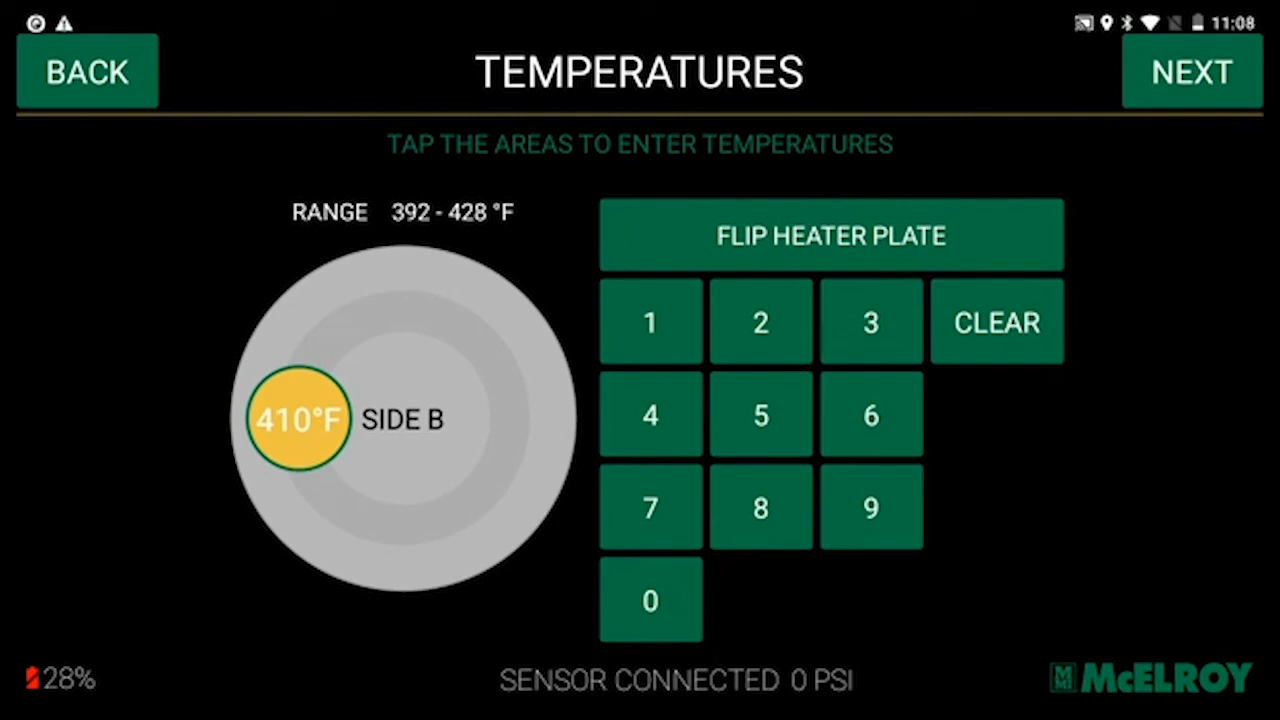 11:08
BACK
TEMPERATURES
NEXT
TAP THE AREAS TO ENTER TEMPERATURES
RANGE 392 - 428 °F
410°F SIDE B
FLIP HEATER PLATE
1 2 3 CLEAR
4 5 6
7 8 9
0
28%
SENSOR CONNECTED 0 PSI
McELROY